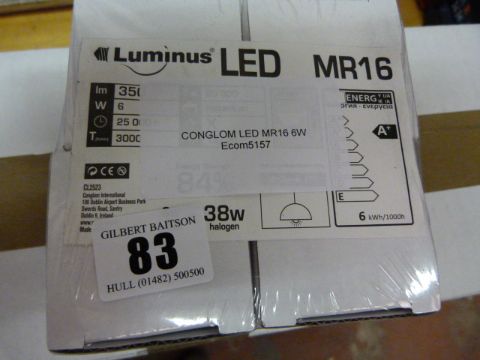 Luminus® LED MR16
lm 350
W 6
25 000
3000
CONGLOM LED MR16 6W
Ecom5157
ENERG
A+
E
6 kWh/1000h
84%
38w
halogen
CE
CL2523
Conglom International
Dublin Airport Business Park
Swords Road, Santry
Dublin 9, Ireland
GILBERT BAITSON
83
HULL (01482) 500500